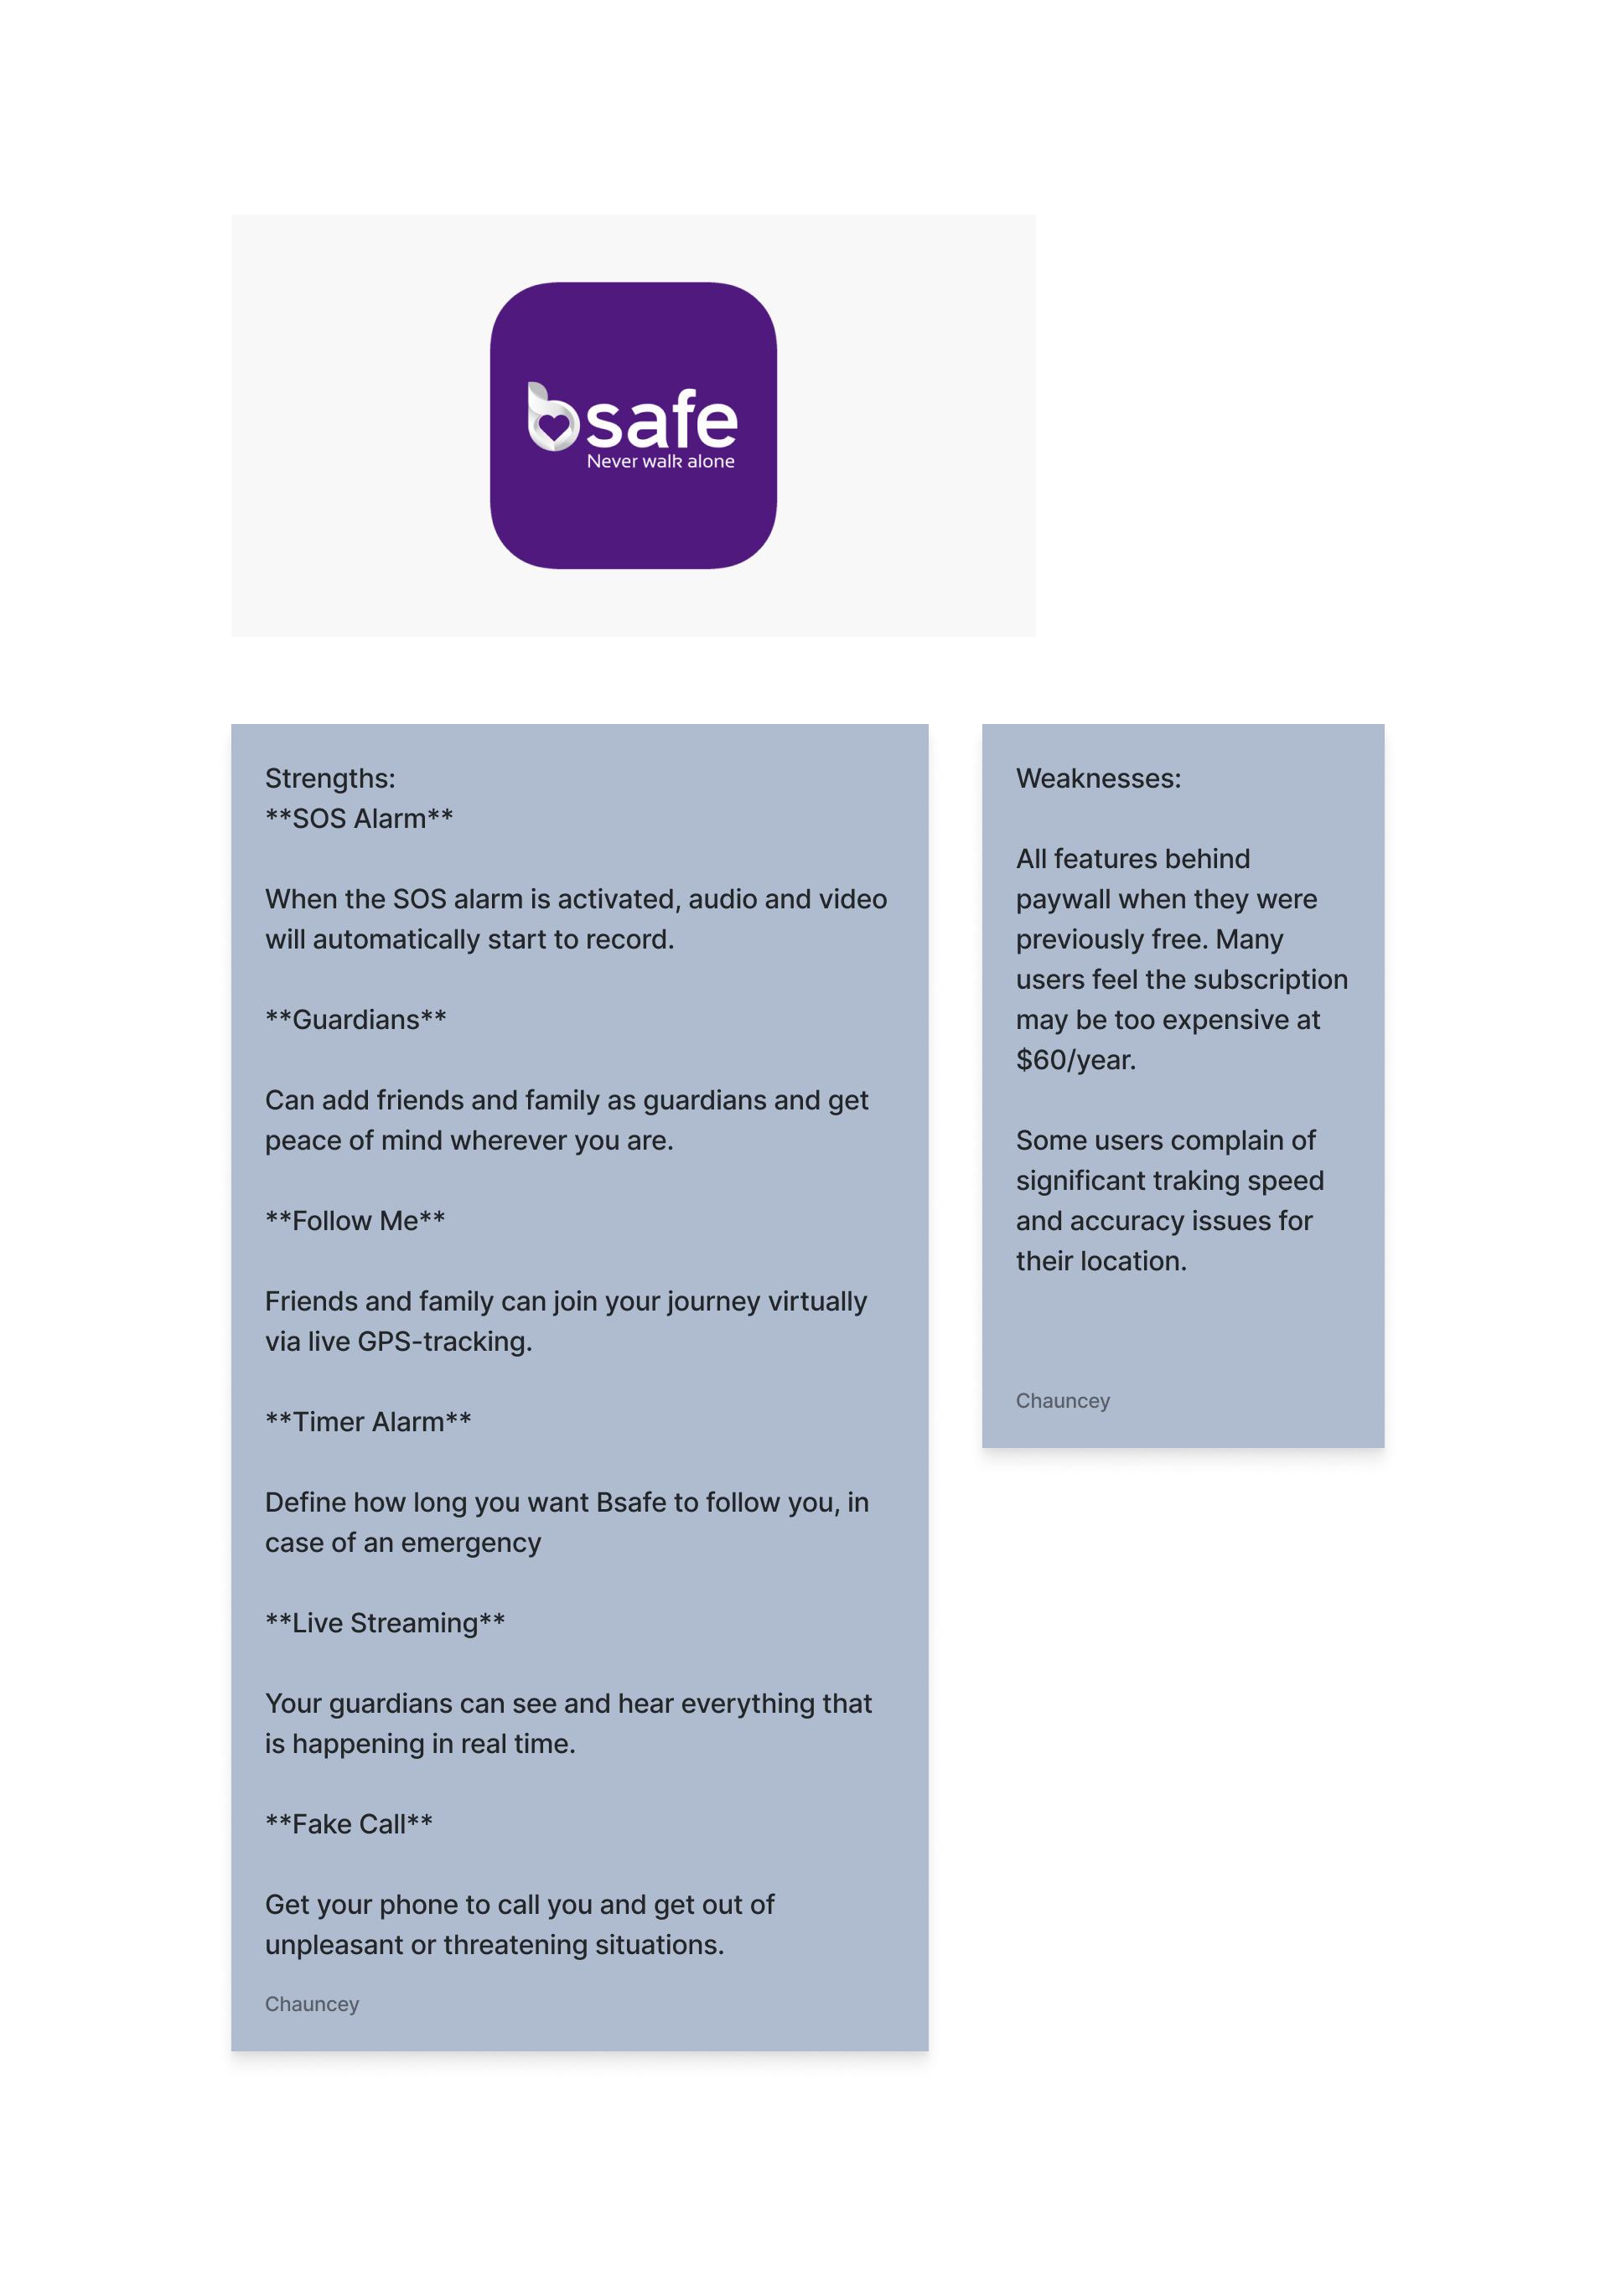 bsafe
Never walk alone
Strengths:
**SOS Alarm**
When the SOS alarm is activated, audio and video
will automatically start to record.
**Guardians**
Can add friends and family as guardians and get
peace of mind wherever you are.
**Follow Me**
Friends and family can join your journey virtually
via live GPS-tracking.
**Timer Alarm**
Define how long you want Bsafe to follow you, in
case of an emergency
**Live Streaming**
Your guardians can see and hear everything that
is happening in real time.
**Fake Call**
Get your phone to call you and get out of
unpleasant or threatening situations.
Chauncey
Weaknesses:
All features behind
paywall when they were
previously free. Many
users feel the subscription
may be too expensive at
$60/year.
Some users complain of
significant traking speed
and accuracy issues for
their location.
Chauncey